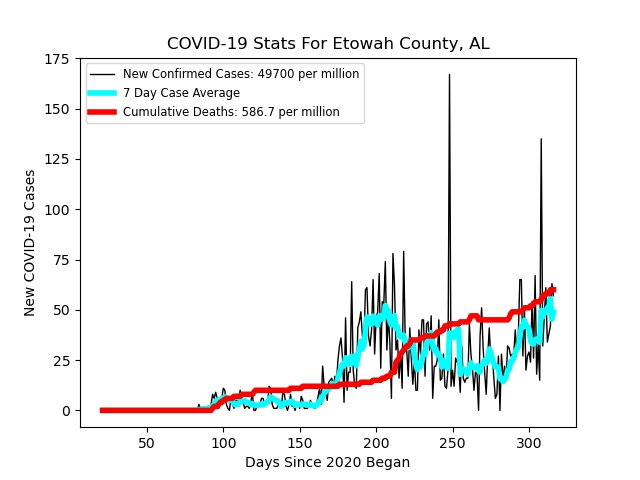 COVID-19 Stats For Etowah County, AL
New Confirmed Cases: 49700 per million
7 Day Case Average
Cumulative Deaths: 586.7 per million
New COVID-19 Cases
175
150
125
100
75
50
25
0
50 100 150 200 250 300
Days Since 2020 Began